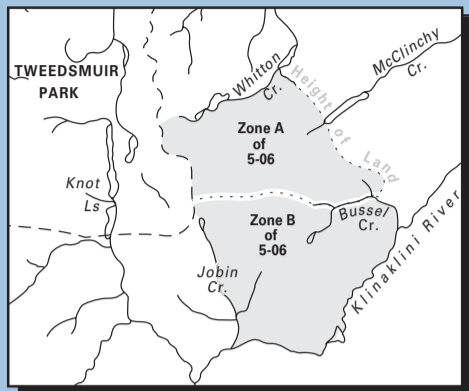 TWEEDSMUIR
PARK
Whitton
Cr.
Height of Land
McClinchy
Cr.
Zone A
of
5-06
Knot
Ls
Zone B
of
5-06
Bussel
Cr.
Jobin
Cr.
Klinaklini River